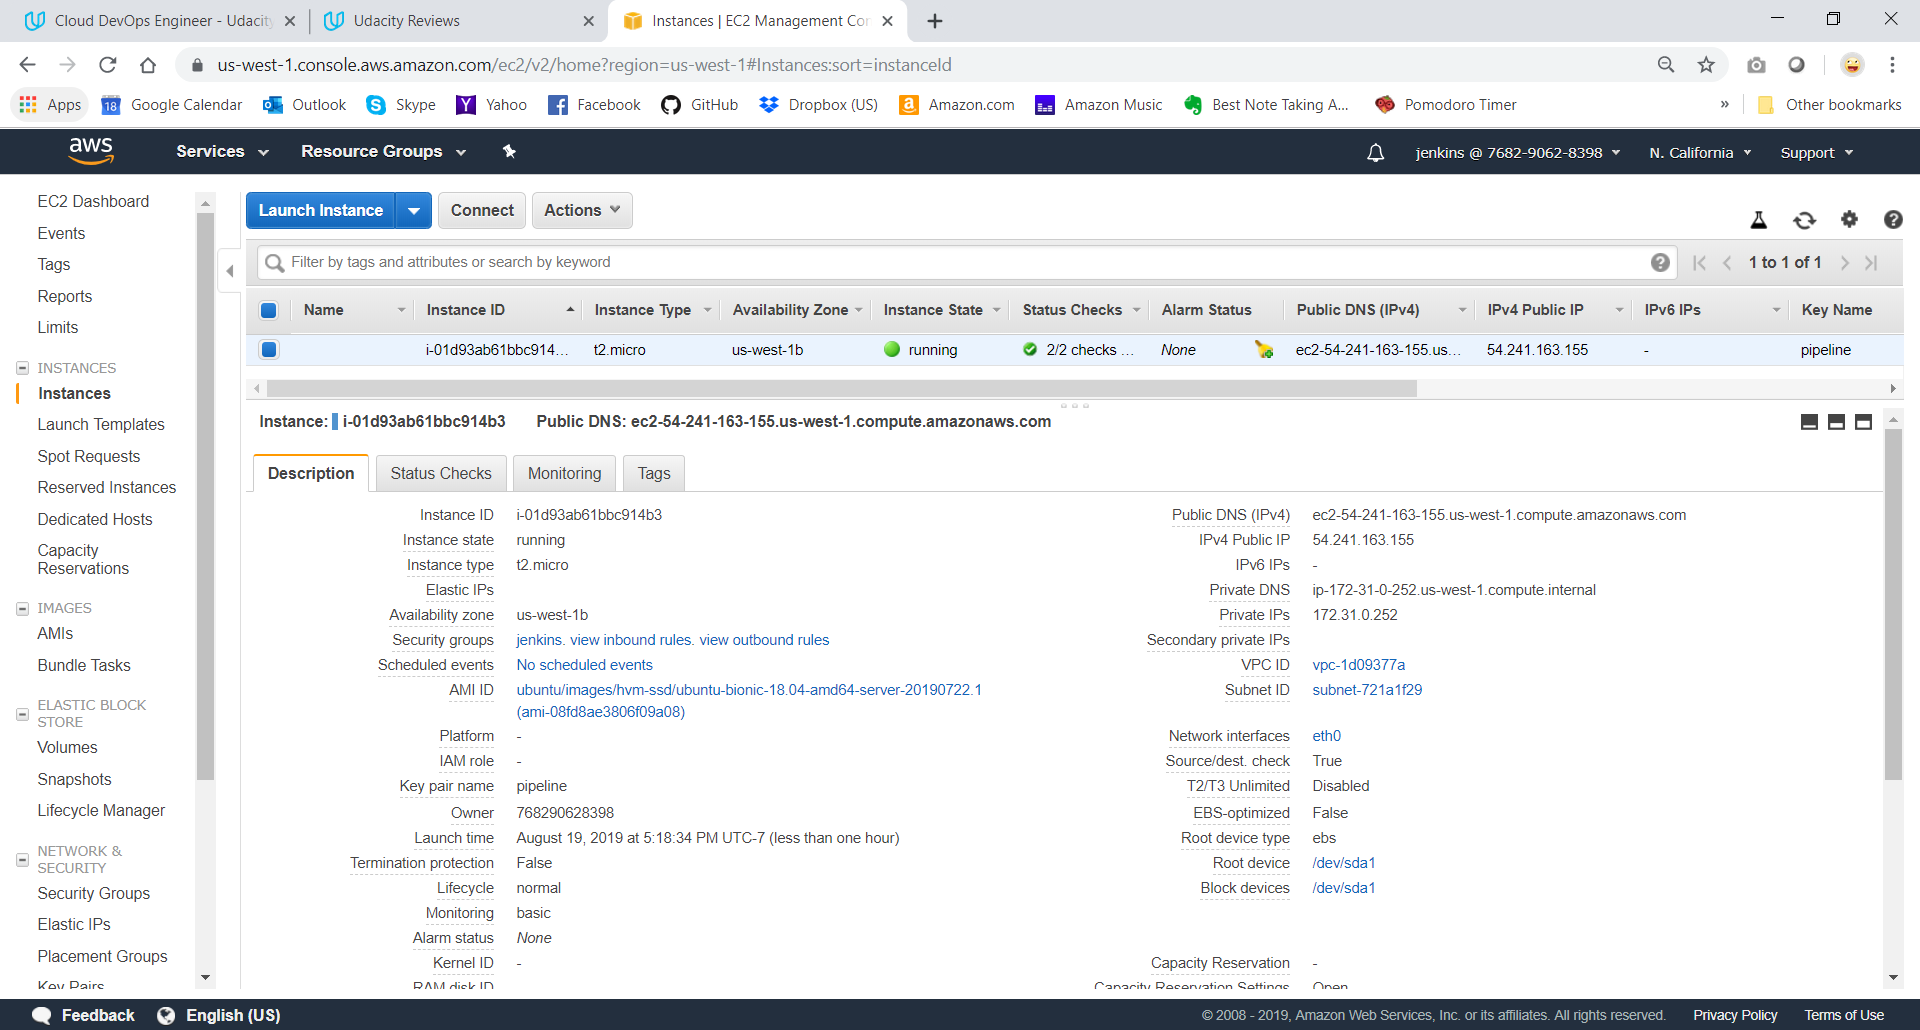 Cloud DevOps Engineer - Udacity
Udacity Reviews
Instances | EC2 Management Con
us-west-1.console.aws.amazon.com/ec2/v2/home?region=us-west-1#Instances:sort=instanceId
Apps
18
Google Calendar
Outlook
Skype
Yahoo
Facebook
GitHub
Dropbox (US)
Amazon.com
Amazon Music
Best Note Taking A...
Pomodoro Timer
»
Other bookmarks
aws
Services
Resource Groups
jenkins @ 7682-9062-8398
N. California
Support
EC2 Dashboard
Events
Tags
Reports
Limits
INSTANCES
Instances
Launch Templates
Spot Requests
Reserved Instances
Dedicated Hosts
Capacity
Reservations
IMAGES
AMIs
Bundle Tasks
ELASTIC BLOCK
STORE
Volumes
Snapshots
Lifecycle Manager
NETWORK &
SECURITY
Security Groups
Elastic IPs
Placement Groups
Key Pairs
Launch Instance
Connect
Actions
Filter by tags and attributes or search by keyword
1 to 1 of 1
Name Instance ID Instance Type Availability Zone Instance State Status Checks Alarm Status Public DNS (IPv4) IPv4 Public IP IPv6 IPs Key Name
i-01d93ab61bbc914... t2.micro us-west-1b running 2/2 checks ... None ec2-54-241-163-155.us... 54.241.163.155 - pipeline
Instance: i-01d93ab61bbc914b3 Public DNS: ec2-54-241-163-155.us-west-1.compute.amazonaws.com
Description
Status Checks
Monitoring
Tags
Instance ID i-01d93ab61bbc914b3
Instance state running
Instance type t2.micro
Elastic IPs
Availability zone us-west-1b
Security groups jenkins. view inbound rules. view outbound rules
Scheduled events No scheduled events
AMI ID ubuntu/images/hvm-ssd/ubuntu-bionic-18.04-amd64-server-20190722.1
(ami-08fd8ae3806f09a08)
Platform -
IAM role -
Key pair name pipeline
Owner 768290628398
Launch time August 19, 2019 at 5:18:34 PM UTC-7 (less than one hour)
Termination protection False
Lifecycle normal
Monitoring basic
Alarm status None
Kernel ID -
RAM disk ID
Public DNS (IPv4) ec2-54-241-163-155.us-west-1.compute.amazonaws.com
IPv4 Public IP 54.241.163.155
IPv6 IPs -
Private DNS ip-172-31-0-252.us-west-1.compute.internal
Private IPs 172.31.0.252
Secondary private IPs
VPC ID vpc-1d09377a
Subnet ID subnet-721a1f29
Network interfaces eth0
Source/dest. check True
T2/T3 Unlimited Disabled
EBS-optimized False
Root device type ebs
Root device /dev/sda1
Block devices /dev/sda1
Capacity Reservation -
Capacity Reservation Settings Open
Feedback
English (US)
© 2008 - 2019, Amazon Web Services, Inc. or its affiliates. All rights reserved.
Privacy Policy
Terms of Use